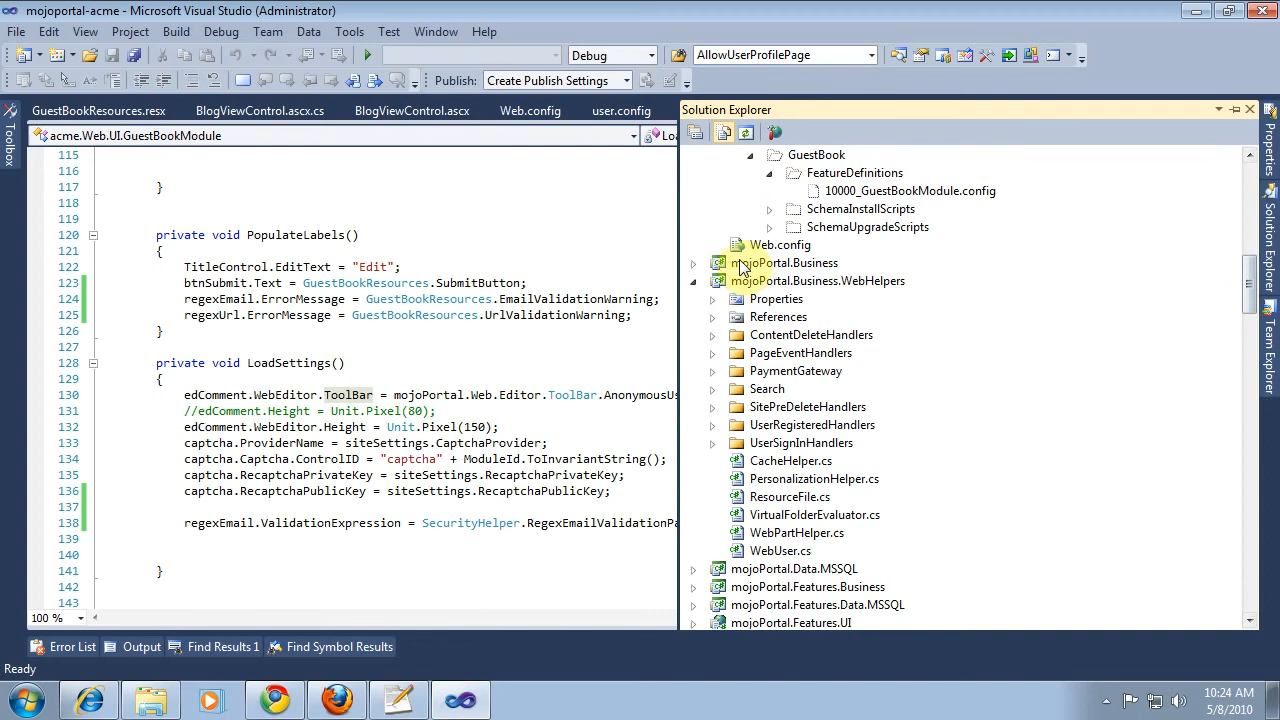 mojoportal-acme - Microsoft Visual Studio (Administrator)
File Edit View Project Build Debug Team Data Tools Test Window Help
Debug AllowUserProfilePage
Publish: Create Publish Settings
GuestBookResources.resx BlogViewControl.ascx.cs BlogViewControl.ascx Web.config user.config
acme.Web.UI.GuestBookModule
Toolbox
115
116
117 }
118
119
120 private void PopulateLabels()
121 {
122 TitleControl.EditText = "Edit";
123 btnSubmit.Text = GuestBookResources.SubmitButton;
124 regexEmail.ErrorMessage = GuestBookResources.EmailValidationWarning;
125 regexUrl.ErrorMessage = GuestBookResources.UrlValidationWarning;
126 }
127
128 private void LoadSettings()
129 {
130 edComment.WebEditor.ToolBar = mojoPortal.Web.Editor.ToolBar.AnonymousUs
131 //edComment.Height = Unit.Pixel(80);
132 edComment.WebEditor.Height = Unit.Pixel(150);
133 captcha.ProviderName = siteSettings.CaptchaProvider;
134 captcha.Captcha.ControlID = "captcha" + ModuleId.ToInvariantString();
135 captcha.RecaptchaPrivateKey = siteSettings.RecaptchaPrivateKey;
136 captcha.RecaptchaPublicKey = siteSettings.RecaptchaPublicKey;
137
138 regexEmail.ValidationExpression = SecurityHelper.RegexEmailValidationPa
139
140
141 }
142
143
100 %
Solution Explorer
GuestBook
FeatureDefinitions
10000_GuestBookModule.config
SchemaInstallScripts
SchemaUpgradeScripts
Web.config
mojoPortal.Business
mojoPortal.Business.WebHelpers
Properties
References
ContentDeleteHandlers
PageEventHandlers
PaymentGateway
Search
SitePreDeleteHandlers
UserRegisteredHandlers
UserSignInHandlers
CacheHelper.cs
PersonalizationHelper.cs
ResourceFile.cs
VirtualFolderEvaluator.cs
WebPartHelper.cs
WebUser.cs
mojoPortal.Data.MSSQL
mojoPortal.Features.Business
mojoPortal.Features.Data.MSSQL
mojoPortal.Features.UI
Properties
Solution Explorer
Team Explorer
Error List Output Find Results 1 Find Symbol Results
Ready
10:24 AM
5/8/2010